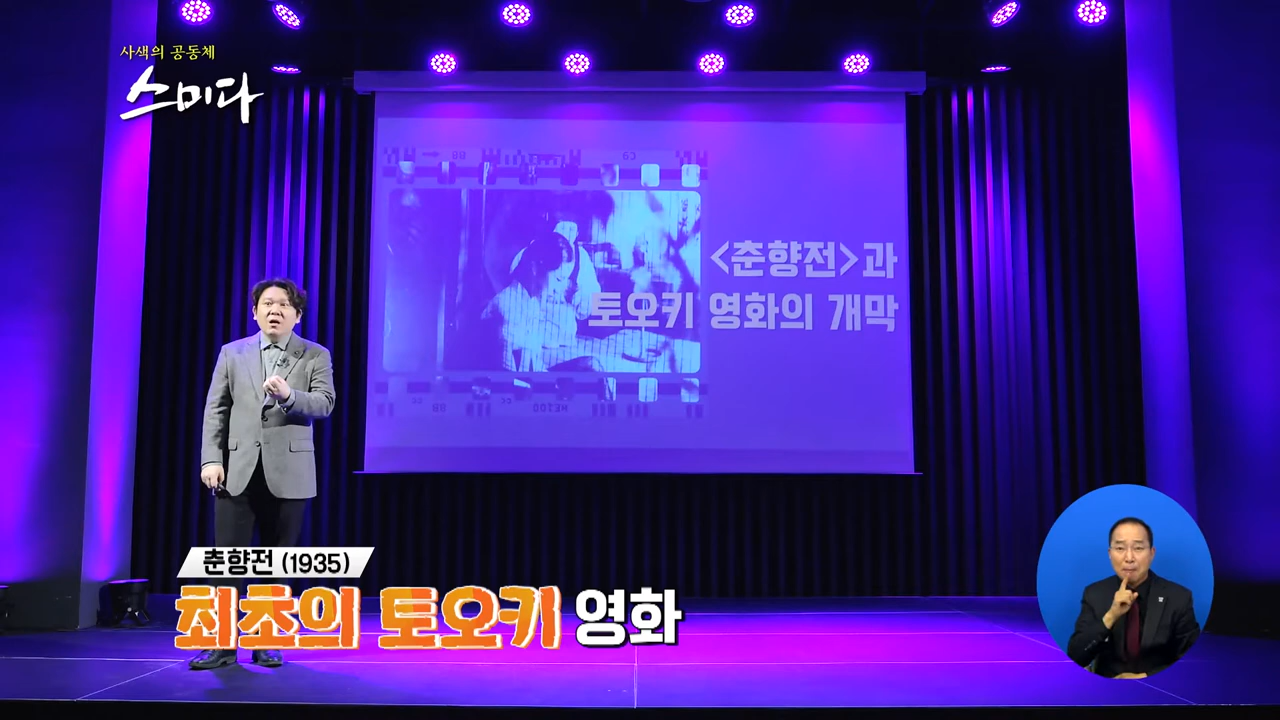 사색의 공동체
스미다
<춘향전>과
토오키 영화의 개막
춘향전 (1935)
최초의 토오키 영화